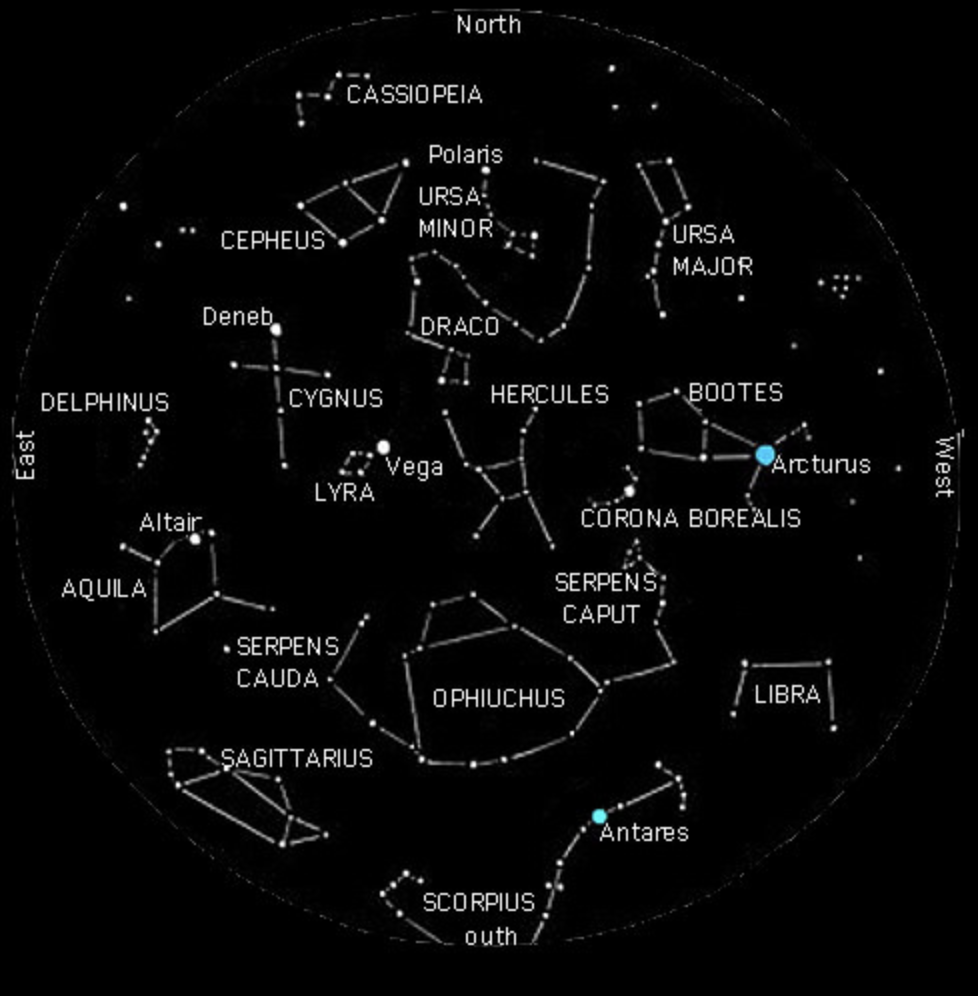 North
CASSIOPEIA
Polaris
URSA
MINOR
CEPHEUS
URSA
MAJOR
Deneb
DRACO
CYGNUS
DELPHINUS
HERCULES
BOOTES
East
West
Vega
Arcturus
LYRA
CORONA BOREALIS
Altair
AQUILA
SERPENS
CAPUT
SERPENS
CAUDA
OPHIUCHUS
LIBRA
SAGITTARIUS
Antares
SCORPIUS
outh